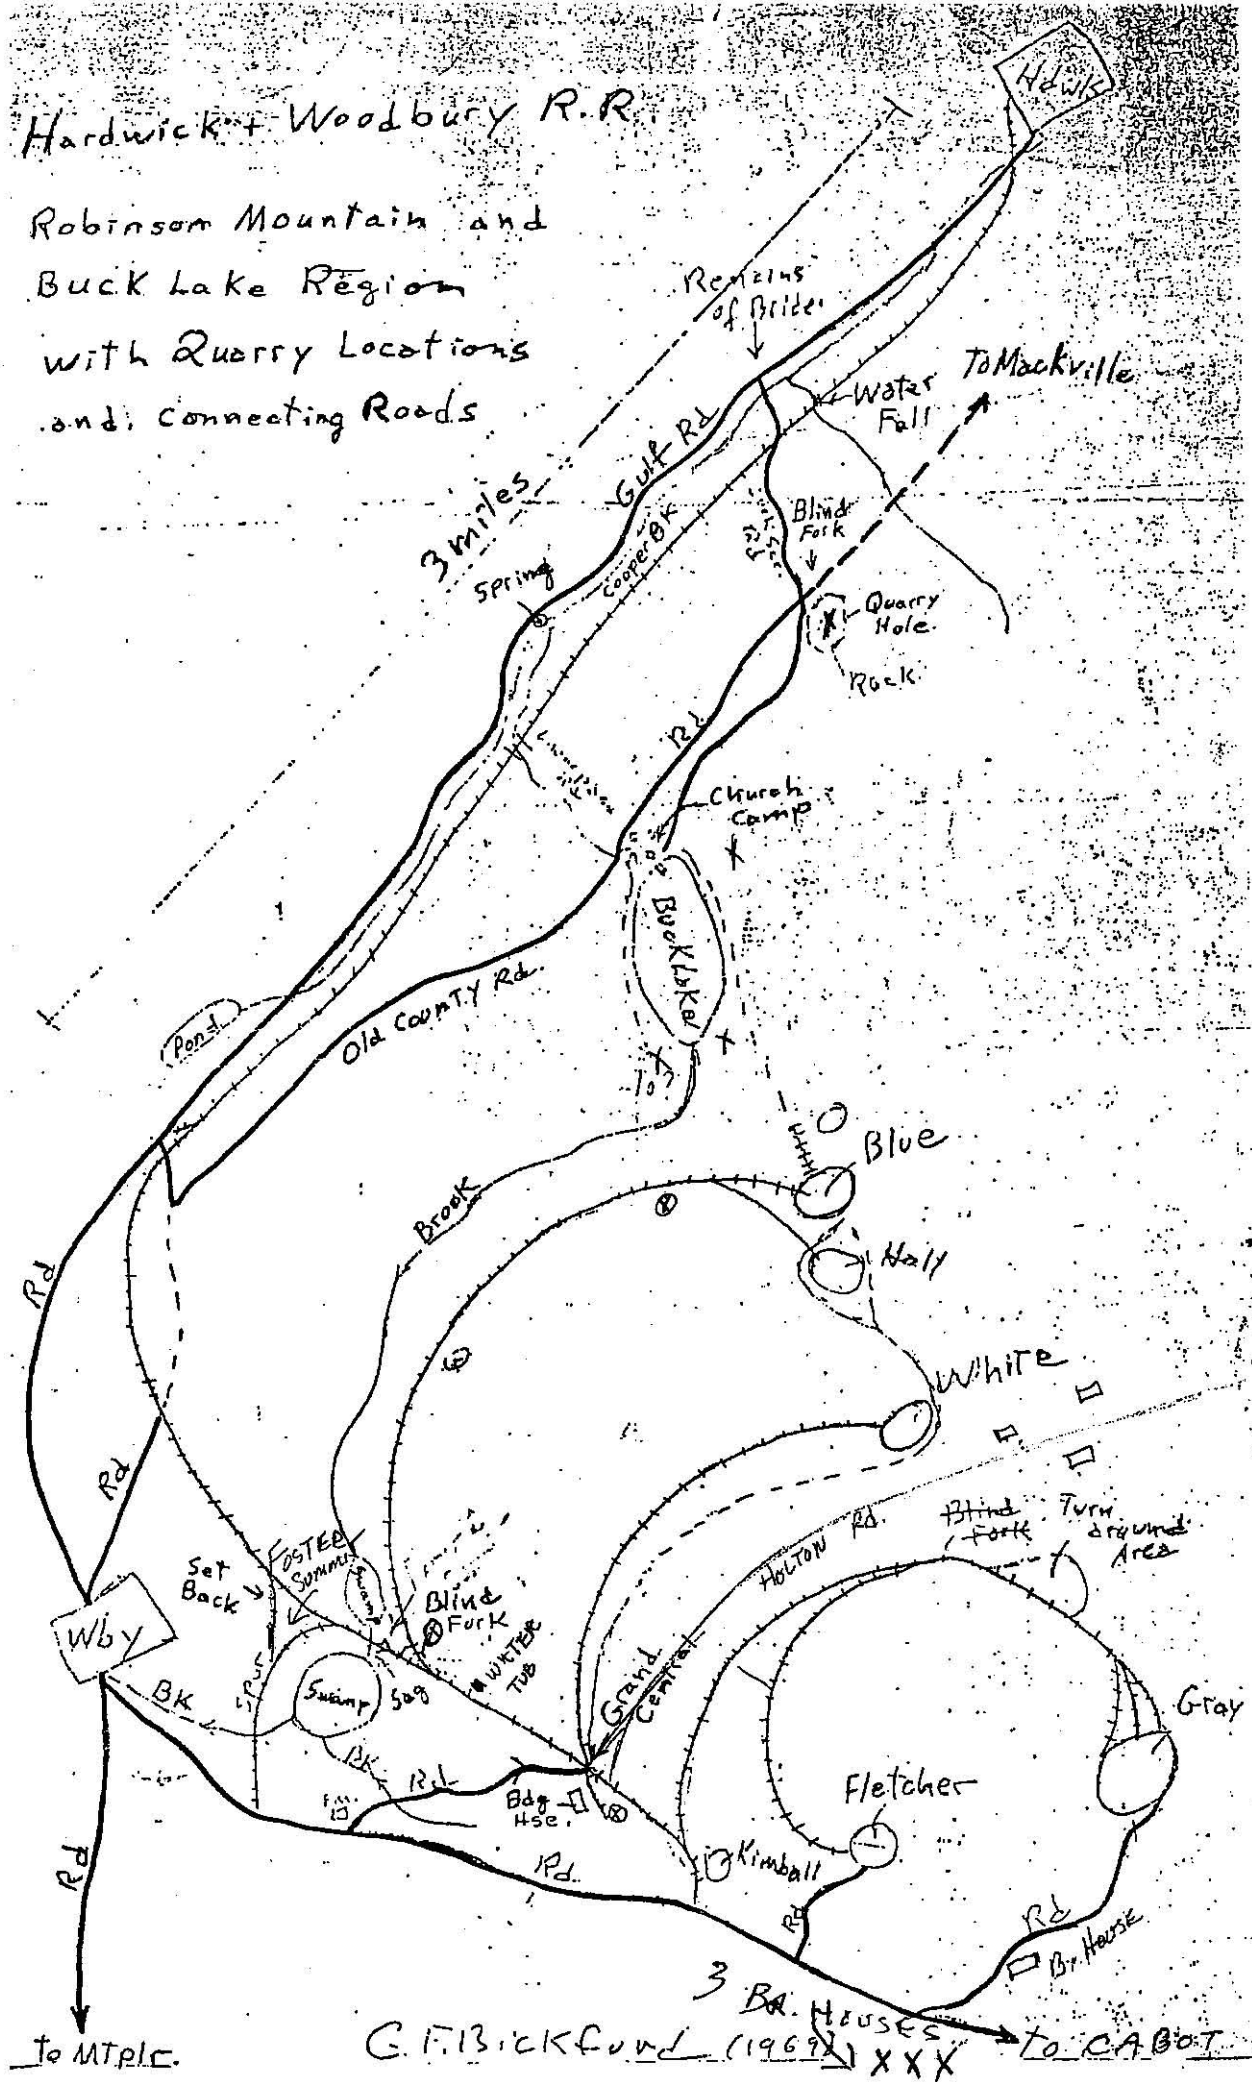 Hdwk
Hardwick + Woodbury R.R.
Robinson Mountain and
Buck Lake Region
with Quarry Locations
and Connecting Roads
Remains
of Bridge
To Mackville
Water
Fall
Gulf Rd
3 miles
Cooper BK
Blind
Fork
Spring
X
Quarry
Hole
Rock
Rd
Church
Camp
X
Buck Lake
Old County Rd.
Pond
X
X
Blue
Brook
Haly
Rd
White
Rd
Holton Rd.
Blind
Fork
Turn
around
Area
Set
Back
Foster
Summit
Swamp
Blind
Fork
Water
Tub
Wby
Grand
Central
BK
Spur
Swamp
Sag
Gray
BK
Rd
Bdg
Hse.
Fletcher
Kimball
Rd
Rd
Rd
Rd
B. House
3 Br. Houses
X X X
to MTplr.
G. F. Bickford (1969)
to CABOT